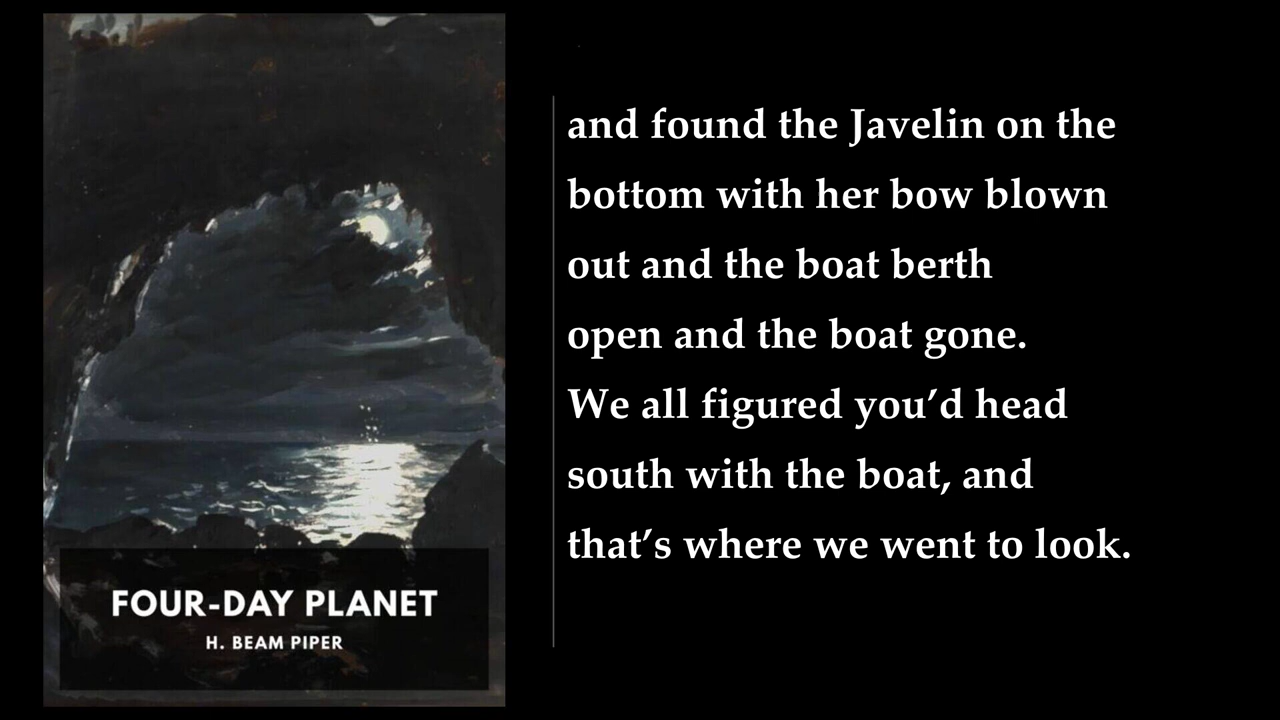 and found the Javelin on the
bottom with her bow blown
out and the boat berth
open and the boat gone.
We all figured you’d head
south with the boat, and
that’s where we went to look.
FOUR-DAY PLANET
H. BEAM PIPER